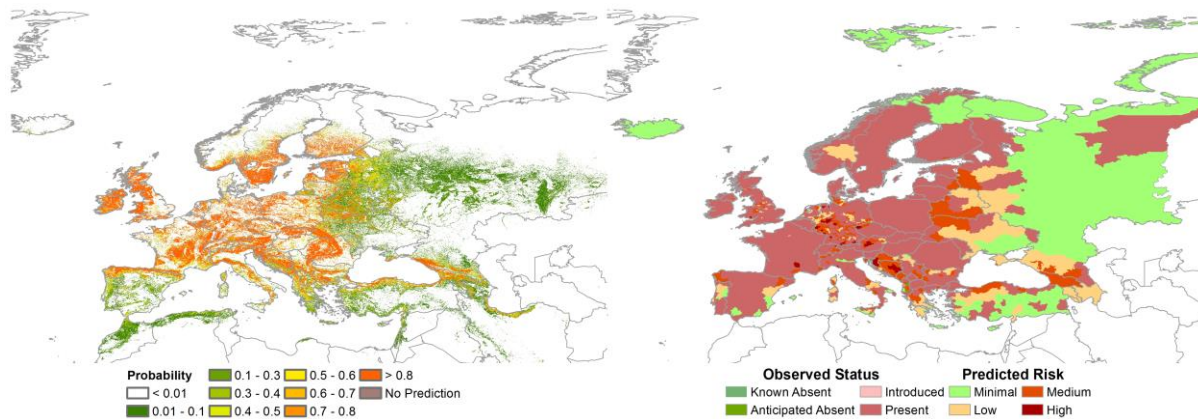 Probability
< 0.01
0.01 - 0.1
0.1 - 0.3
0.3 - 0.4
0.4 - 0.5
0.5 - 0.6
0.6 - 0.7
0.7 - 0.8
> 0.8
No Prediction
Observed Status
Known Absent
Anticipated Absent
Introduced
Present
Predicted Risk
Minimal
Low
Medium
High